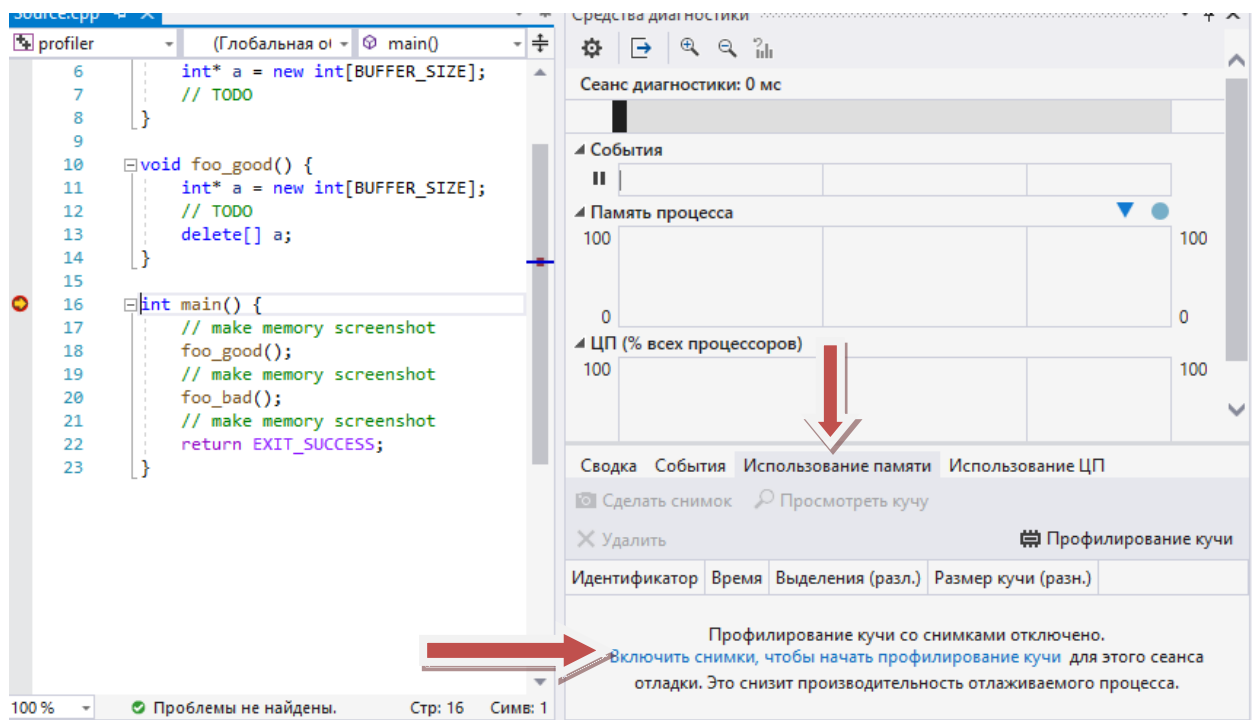 Source.cpp
profiler
(Глобальная о
main()
6 int* a = new int[BUFFER_SIZE];
7 // TODO
8 }
9
10 void foo_good() {
11 int* a = new int[BUFFER_SIZE];
12 // TODO
13 delete[] a;
14 }
15
16 int main() {
17 // make memory screenshot
18 foo_good();
19 // make memory screenshot
20 foo_bad();
21 // make memory screenshot
22 return EXIT_SUCCESS;
23 }
100 %
Проблемы не найдены.
Стр: 16
Симв: 1
Средства диагностики
Сеанс диагностики: 0 мс
События
Память процесса
100 100
0 0
ЦП (% всех процессоров)
100 100
Сводка События Использование памяти Использование ЦП
Сделать снимок Просмотреть кучу
Удалить Профилирование кучи
Идентификатор Время Выделения (разл.) Размер кучи (разн.)
Профилирование кучи со снимками отключено.
Включить снимки, чтобы начать профилирование кучи для этого сеанса
отладки. Это снизит производительность отлаживаемого процесса.